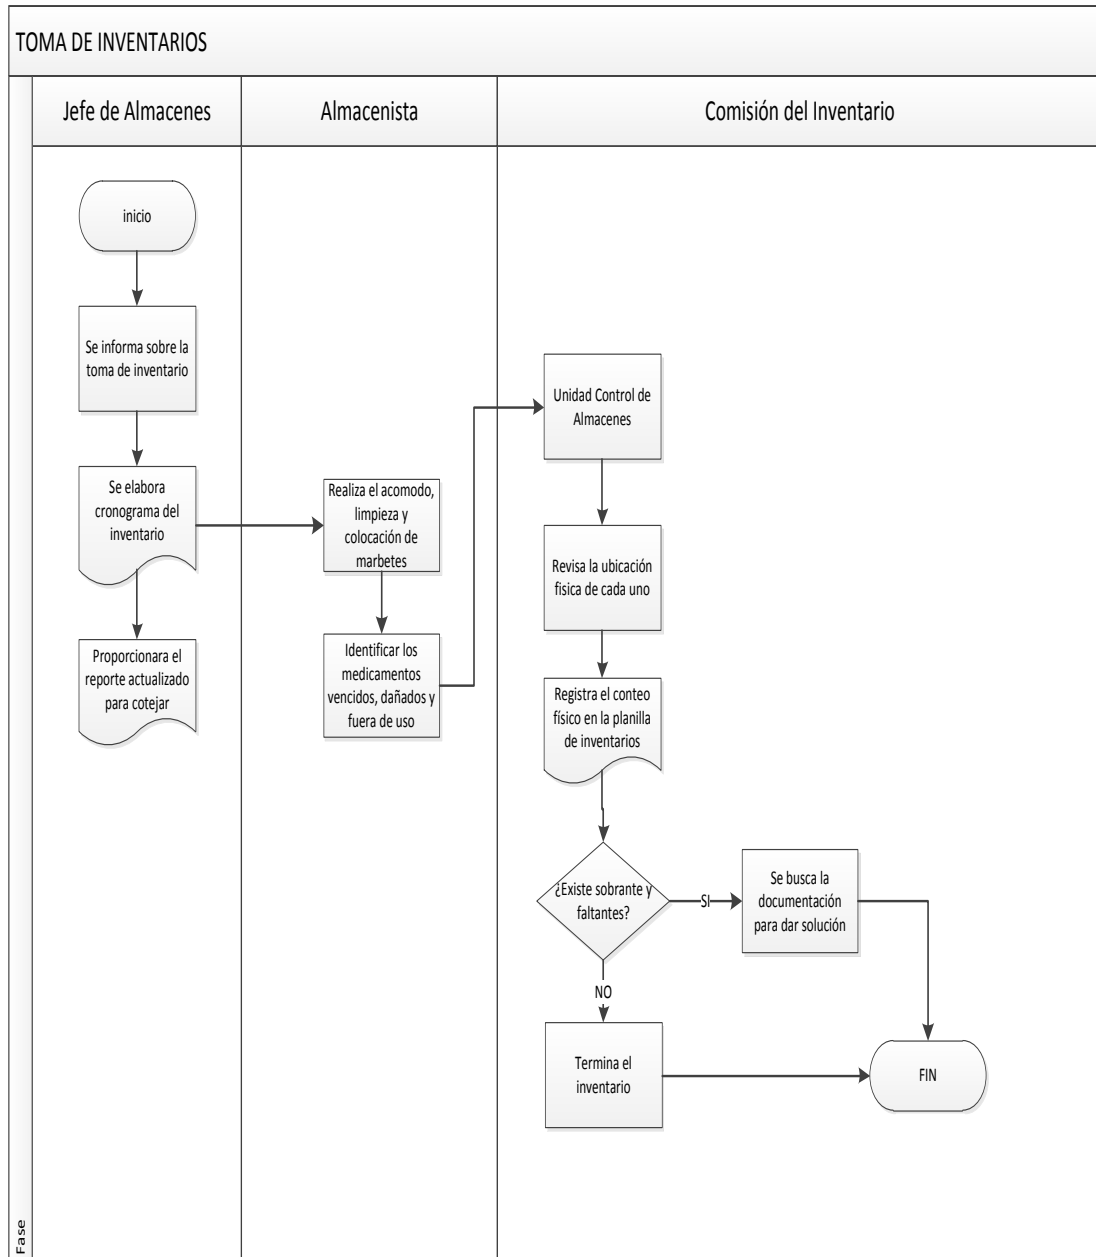 TOMA DE INVENTARIOS
Jefe de Almacenes
Almacenista
Comisión del Inventario
inicio
Se informa sobre la
toma de inventario
Se elabora
cronograma del
inventario
Proporcionara el
reporte actualizado
para cotejar
Realiza el acomodo,
limpieza y
colocación de
marbetes
Identificar los
medicamentos
vencidos, dañados y
fuera de uso
Unidad Control de
Almacenes
Revisa la ubicación
fisica de cada uno
Registra el conteo
físico en la planilla
de inventarios
¿Existe sobrante y
faltantes?
SI
Se busca la
documentación
para dar solución
NO
Termina el
inventario
FIN
Fase